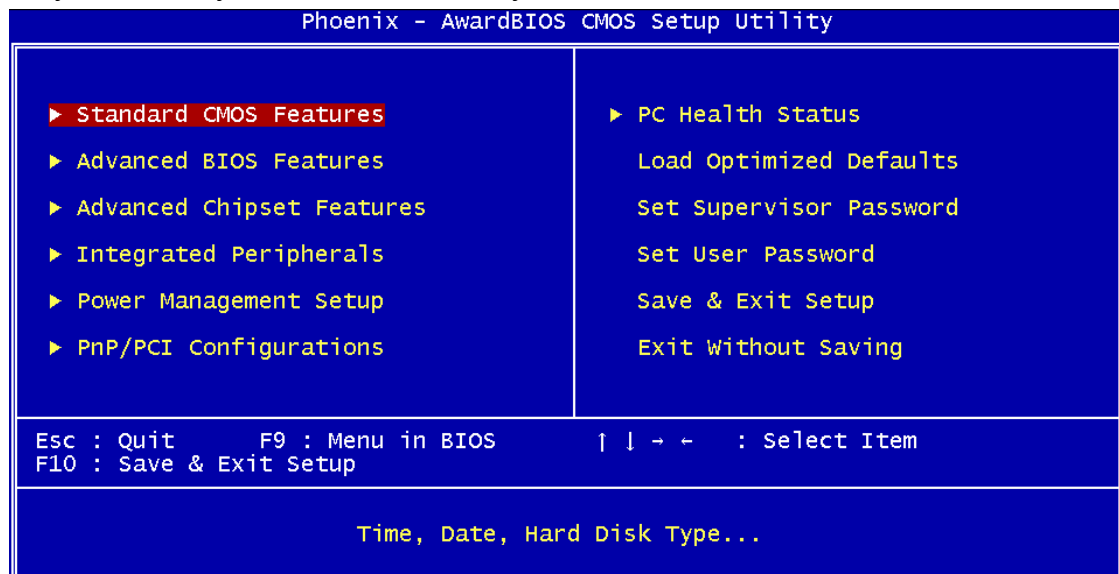 Phoenix - AwardBIOS CMOS Setup Utility
▶ Standard CMOS Features
▶ Advanced BIOS Features
▶ Advanced Chipset Features
▶ Integrated Peripherals
▶ Power Management Setup
▶ PnP/PCI Configurations
▶ PC Health Status
Load Optimized Defaults
Set Supervisor Password
Set User Password
Save & Exit Setup
Exit Without Saving
Esc : Quit F9 : Menu in BIOS ↑ ↓ → ← : Select Item
F10 : Save & Exit Setup
Time, Date, Hard Disk Type...